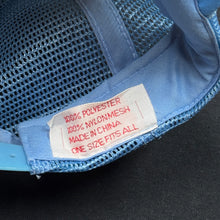 100% POLYESTER
100% NYLON MESH
MADE IN CHINA
ONE SIZE FITS ALL